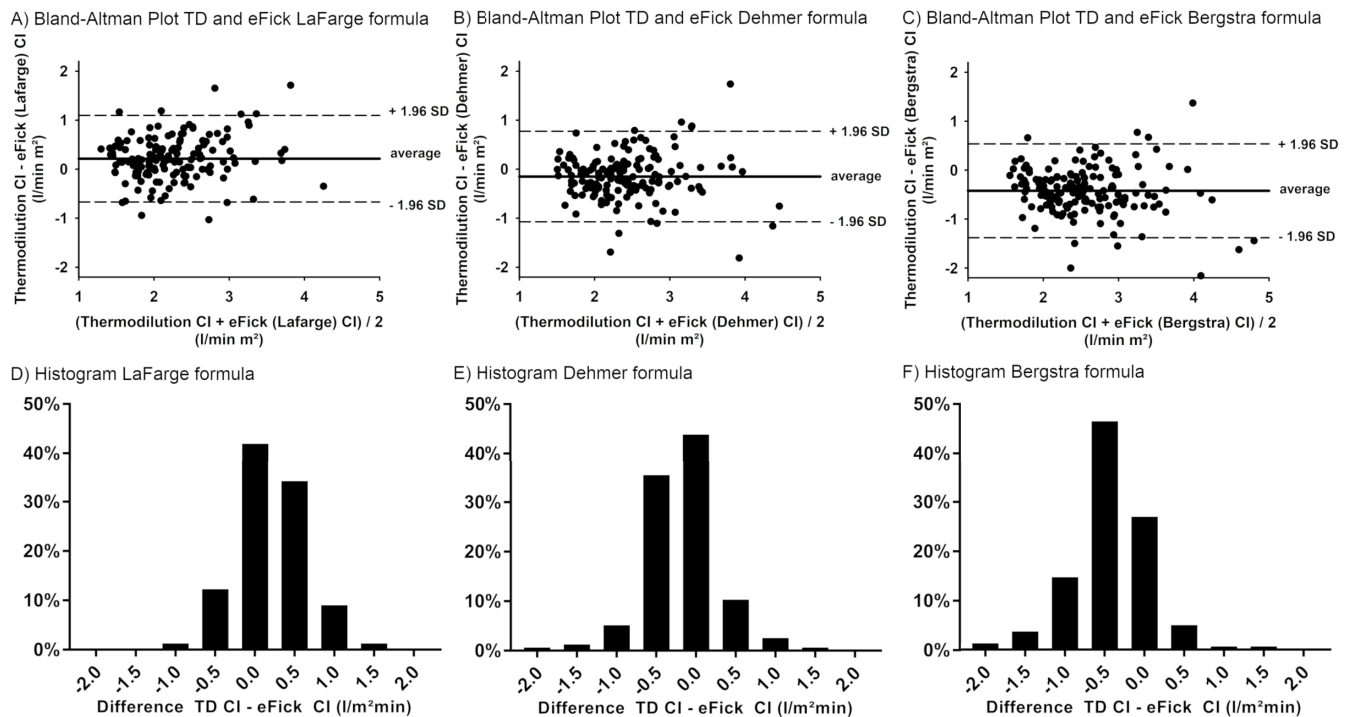 A) Bland-Altman Plot TD and eFick LaFarge formula
Thermodilution CI - eFick (Lafarge) CI
(l/min m²)
2
1
0
-1
-2
+ 1.96 SD
average
- 1.96 SD
1 2 3 4 5
(Thermodilution CI + eFick (Lafarge) CI) / 2
(l/min m²)
B) Bland-Altman Plot TD and eFick Dehmer formula
Thermodilution CI - eFick (Dehmer) CI
(l/min m²)
2
1
0
-1
-2
+ 1.96 SD
average
- 1.96 SD
1 2 3 4 5
(Thermodilution CI + eFick (Dehmer) CI) / 2
(l/min m²)
C) Bland-Altman Plot TD and eFick Bergstra formula
Thermodilution CI - eFick (Bergstra) CI
(l/min m²)
2
1
0
-1
-2
+ 1.96 SD
average
- 1.96 SD
1 2 3 4 5
(Thermodilution CI + eFick (Bergstra) CI) / 2
(l/min m²)
D) Histogram LaFarge formula
50%
40%
30%
20%
10%
0%
-2.0 -1.5 -1.0 -0.5 0.0 0.5 1.0 1.5 2.0
Difference TD CI - eFick CI (l/m²min)
E) Histogram Dehmer formula
50%
40%
30%
20%
10%
0%
-2.0 -1.5 -1.0 -0.5 0.0 0.5 1.0 1.5 2.0
Difference TD CI - eFick CI (l/m²min)
F) Histogram Bergstra formula
50%
40%
30%
20%
10%
0%
-2.0 -1.5 -1.0 -0.5 0.0 0.5 1.0 1.5 2.0
Difference TD CI - eFick CI (l/m²min)